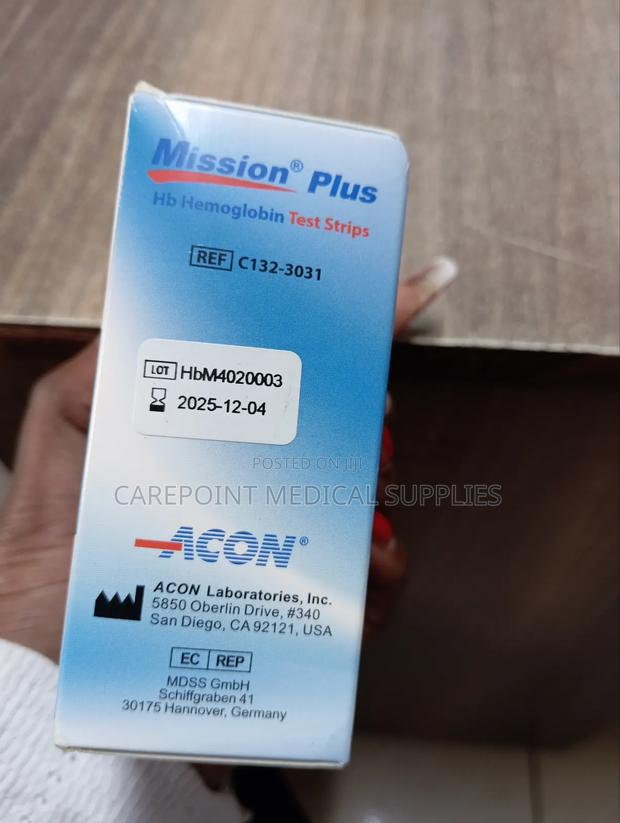 Mission® Plus
Hb Hemoglobin Test Strips
REF C132-3031
LOT HbM4020003
2025-12-04
POSTED ON JIJI
CAREPOINT MEDICAL SUPPLIES
ACON®
ACON Laboratories, Inc.
5850 Oberlin Drive, #340
San Diego, CA 92121, USA
EC REP
MDSS GmbH
Schiffgraben 41
30175 Hannover, Germany